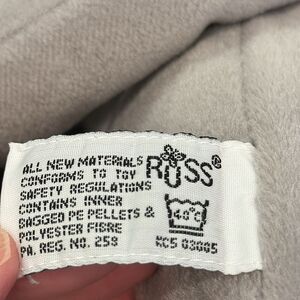 ALL NEW MATERIALS
CONFORMS TO TOY
SAFETY REGULATIONS
CONTAINS INNER
BAGGED PE PELLETS &
POLYESTER FIBRE
PA. REG. NO. 259
RUSS®
40°C
KC5 03005